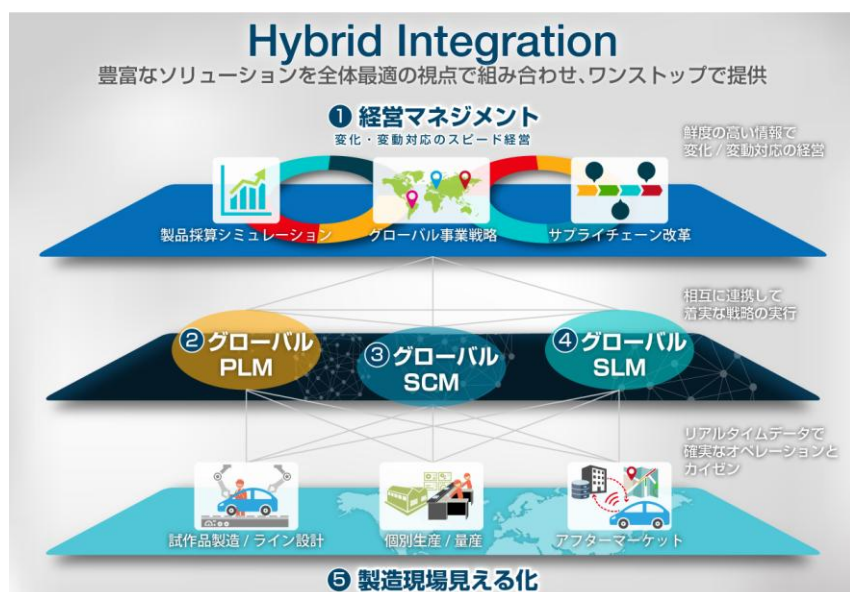 Hybrid Integration
豊富なソリューションを全体最適の視点で組み合わせ、ワンストップで提供
① 経営マネジメント
変化・変動対応のスピード経営
鮮度の高い情報で
変化 / 変動対応の経営
製品採算シミュレーション
グローバル事業戦略
サプライチェーン改革
相互に連携して
着実な戦略の実行
② グローバル
PLM
③ グローバル
SCM
④ グローバル
SLM
リアルタイムデータで
確実なオペレーションと
カイゼン
試作品製造 / ライン設計
個別生産 / 量産
アフターマーケット
⑤ 製造現場見える化